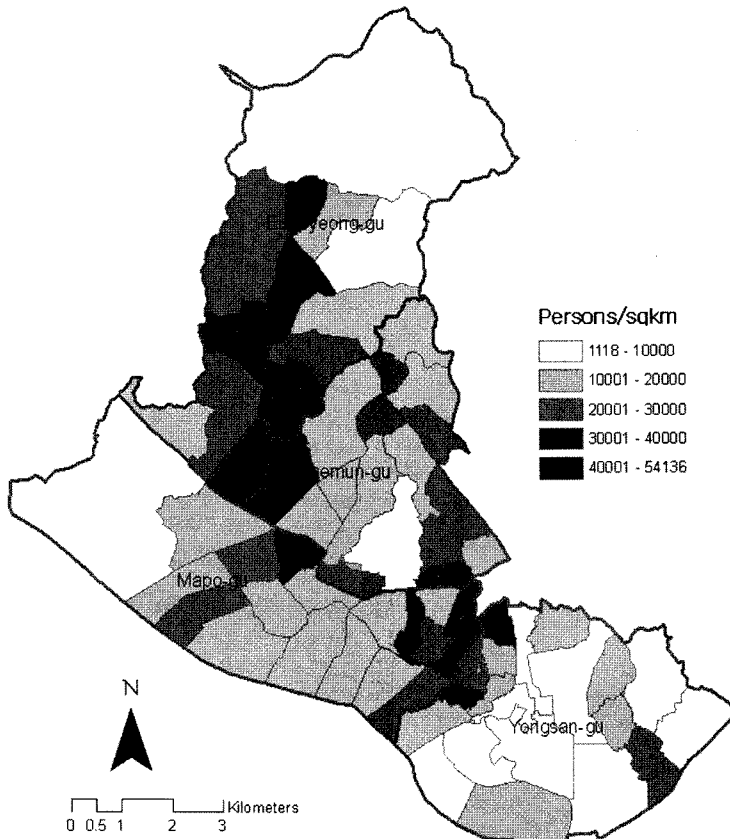 yeong-gu
Persons/sqkm
1118 - 10000
10001 - 20000
20001 - 30000
30001 - 40000
40001 - 54136
emun-gu
Mapo-gu
N
Yongsan-gu
Kilometers
0 0.5 1 2 3